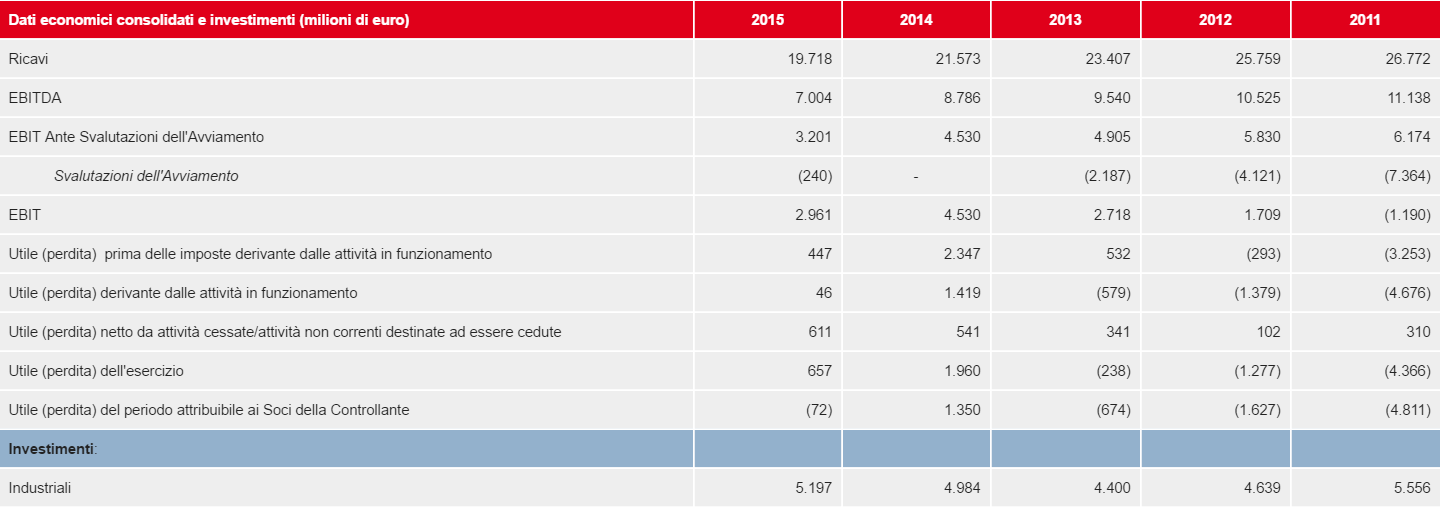 Dati economici consolidati e investimenti (milioni di euro) 2015 2014 2013 2012 2011
Ricavi 19.718 21.573 23.407 25.759 26.772
EBITDA 7.004 8.786 9.540 10.525 11.138
EBIT Ante Svalutazioni dell'Avviamento 3.201 4.530 4.905 5.830 6.174
Svalutazioni dell'Avviamento (240) - (2.187) (4.121) (7.364)
EBIT 2.961 4.530 2.718 1.709 (1.190)
Utile (perdita) prima delle imposte derivante dalle attività in funzionamento 447 2.347 532 (293) (3.253)
Utile (perdita) derivante dalle attività in funzionamento 46 1.419 (579) (1.379) (4.676)
Utile (perdita) netto da attività cessate/attività non correnti destinate ad essere cedute 611 541 341 102 310
Utile (perdita) dell'esercizio 657 1.960 (238) (1.277) (4.366)
Utile (perdita) del periodo attribuibile ai Soci della Controllante (72) 1.350 (674) (1.627) (4.811)
Investimenti:
Industriali 5.197 4.984 4.400 4.639 5.556